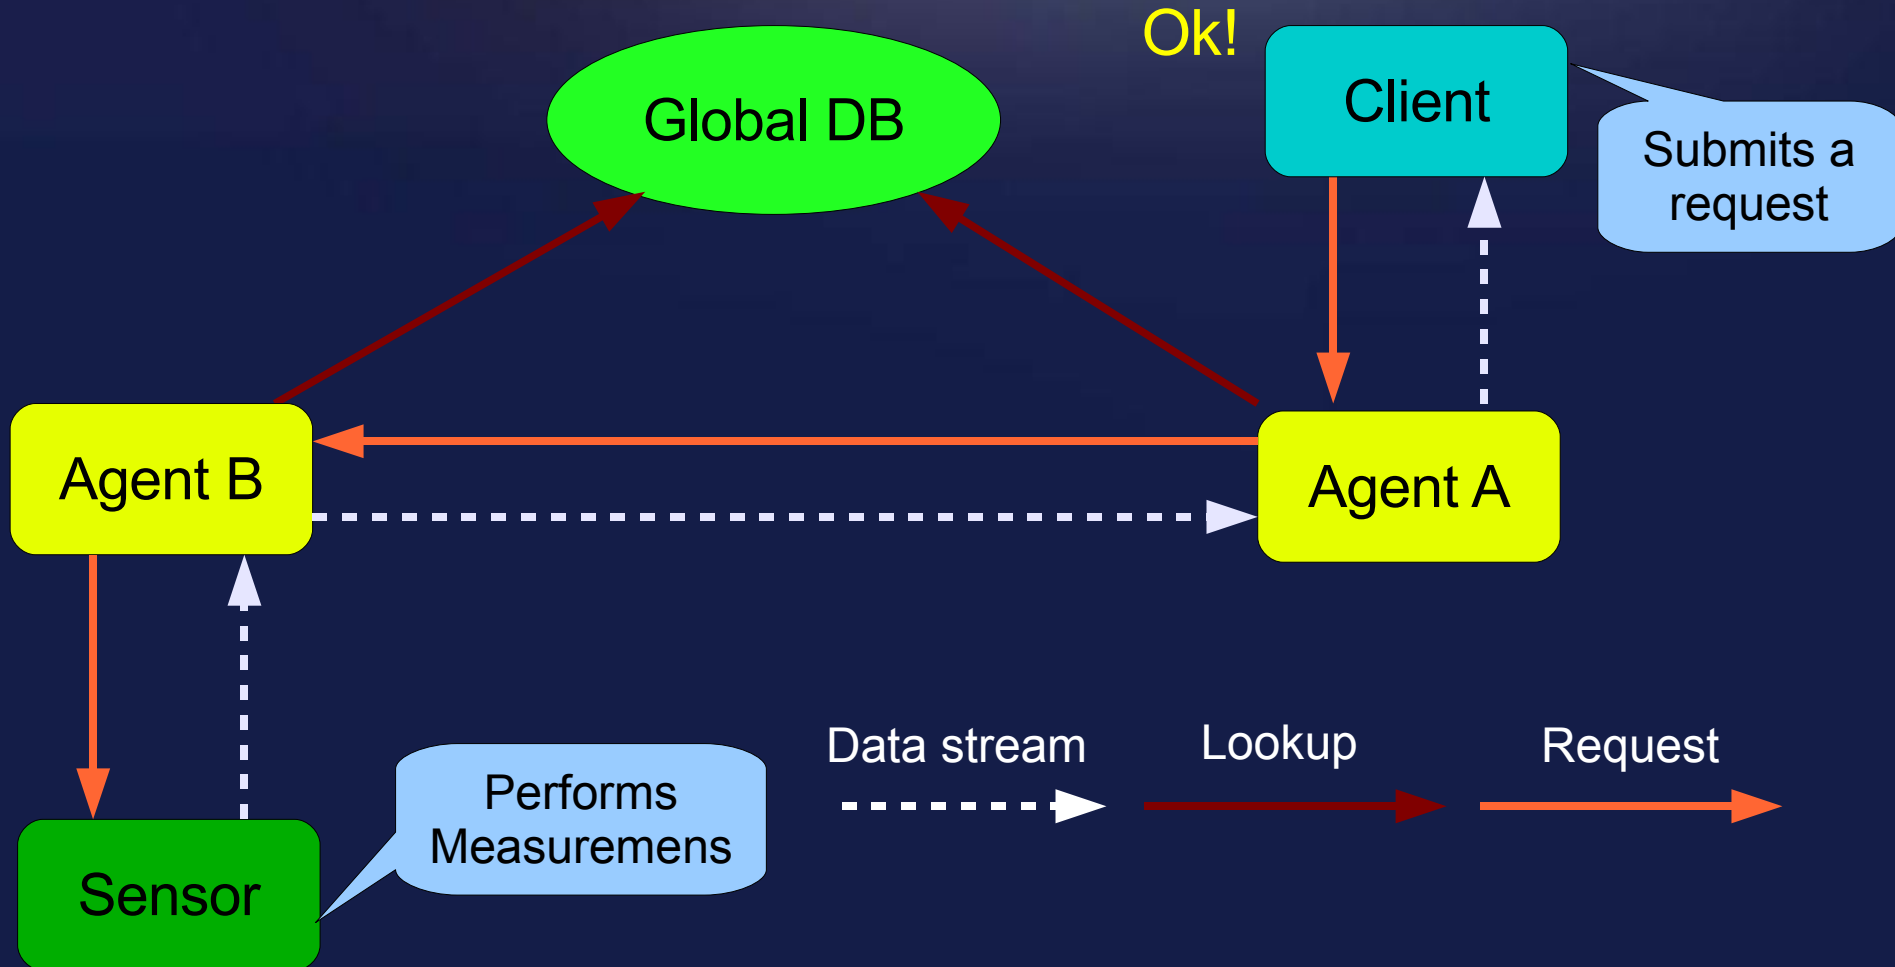 Ok!
Global DB
Client
Submits a
request
Agent B
Agent A
Data stream
Lookup
Request
Performs
Measuremens
Sensor